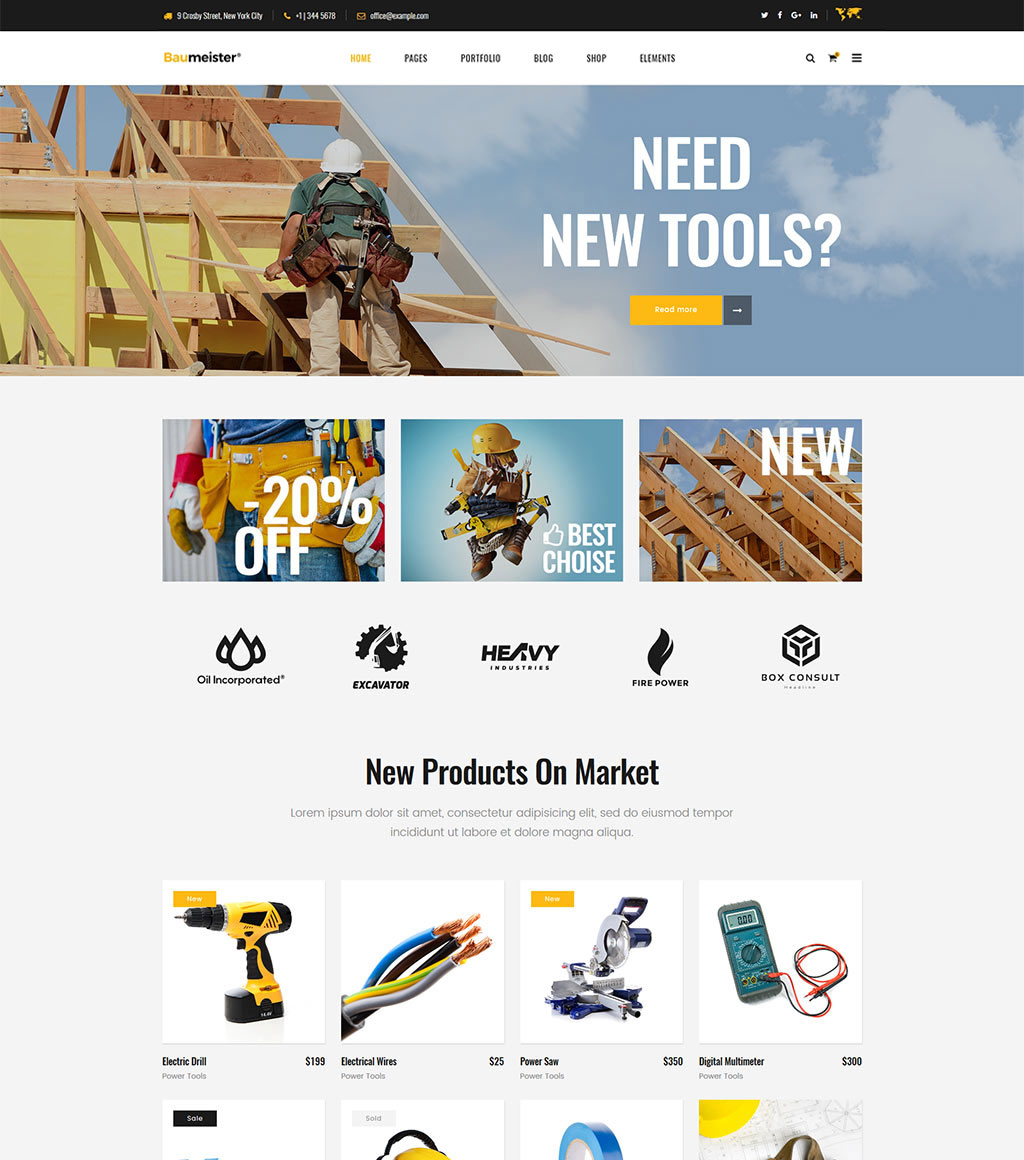 9 Crosby Street, New York City
+1 | 344 5678
office@example.com
Baumeister®
HOME
PAGES
PORTFOLIO
BLOG
SHOP
ELEMENTS
NEED
NEW TOOLS?
Read more
-20%
OFF
BEST
CHOISE
NEW
Oil Incorporated®
EXCAVATOR
HEAVY
INDUSTRIES
FIRE POWER
BOX CONSULT
Headline
New Products On Market
Lorem ipsum dolor sit amet, consectetur adipisicing elit, sed do eiusmod tempor
incididunt ut labore et dolore magna aliqua.
New
14.4V
New
0.00
Electric Drill $199
Power Tools
Electrical Wires $25
Power Tools
Power Saw $350
Power Tools
Digital Multimeter $300
Power Tools
Sale
Sold